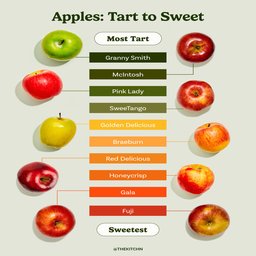 Apples: Tart to Sweet
Most Tart
Granny Smith
McIntosh
Pink Lady
SweeTango
Golden Delicious
Braeburn
Red Delicious
Honeycrisp
Gala
Fuji
Sweetest
@THEKITCHN